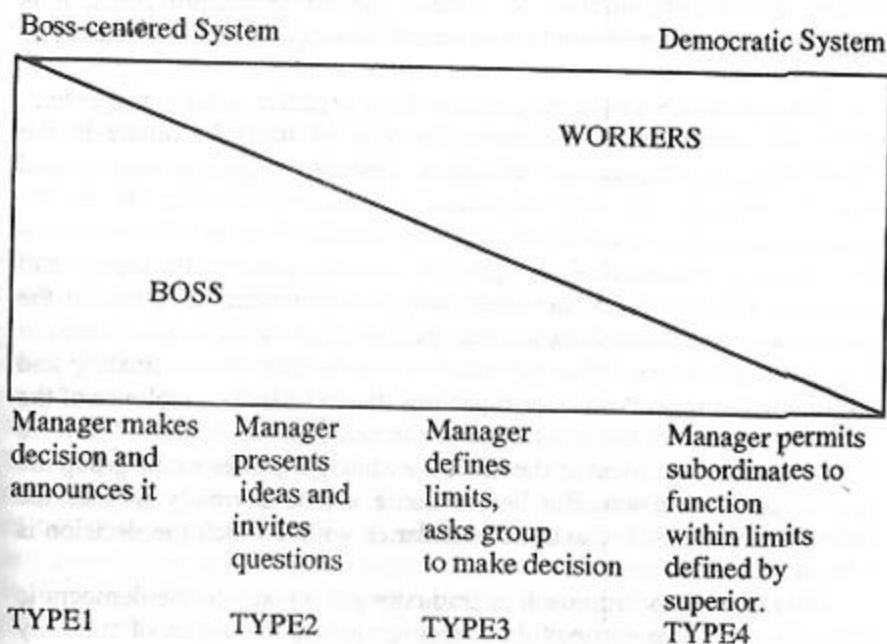 Boss-centered System
Democratic System
WORKERS
BOSS
Manager makes
decision and
announces it
TYPE1
Manager
presents
ideas and
invites
questions
TYPE2
Manager
defines
limits,
asks group
to make decision
TYPE3
Manager permits
subordinates to
function
within limits
defined by
superior.
TYPE4